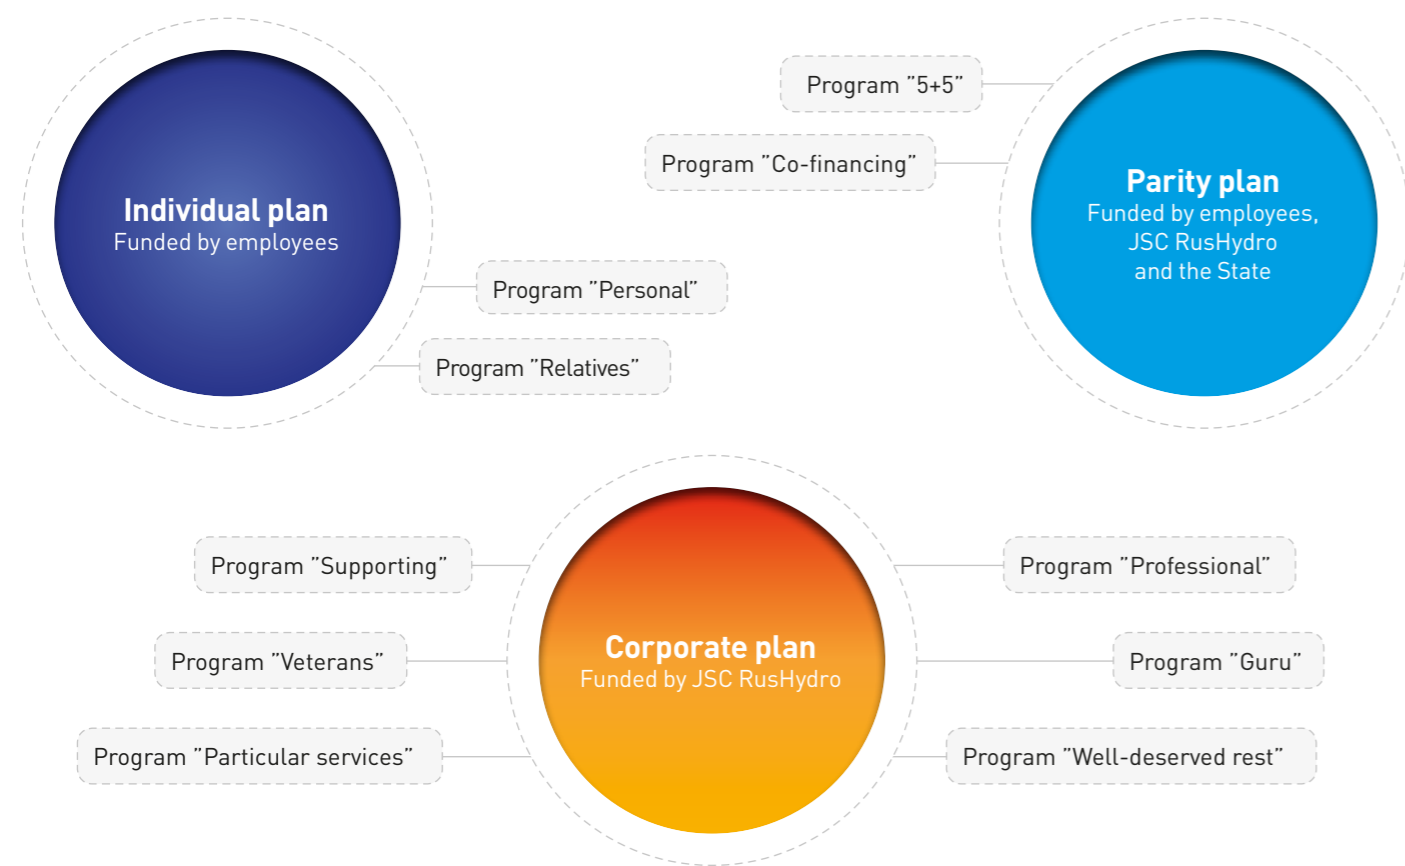 Individual plan
Funded by employees
Program ”Personal”
Program ”Relatives”
Program ”5+5”
Program ”Co-financing”
Parity plan
Funded by employees,
JSC RusHydro
and the State
Corporate plan
Funded by JSC RusHydro
Program ”Supporting”
Program ”Veterans”
Program ”Particular services”
Program ”Professional”
Program ”Guru”
Program ”Well-deserved rest”